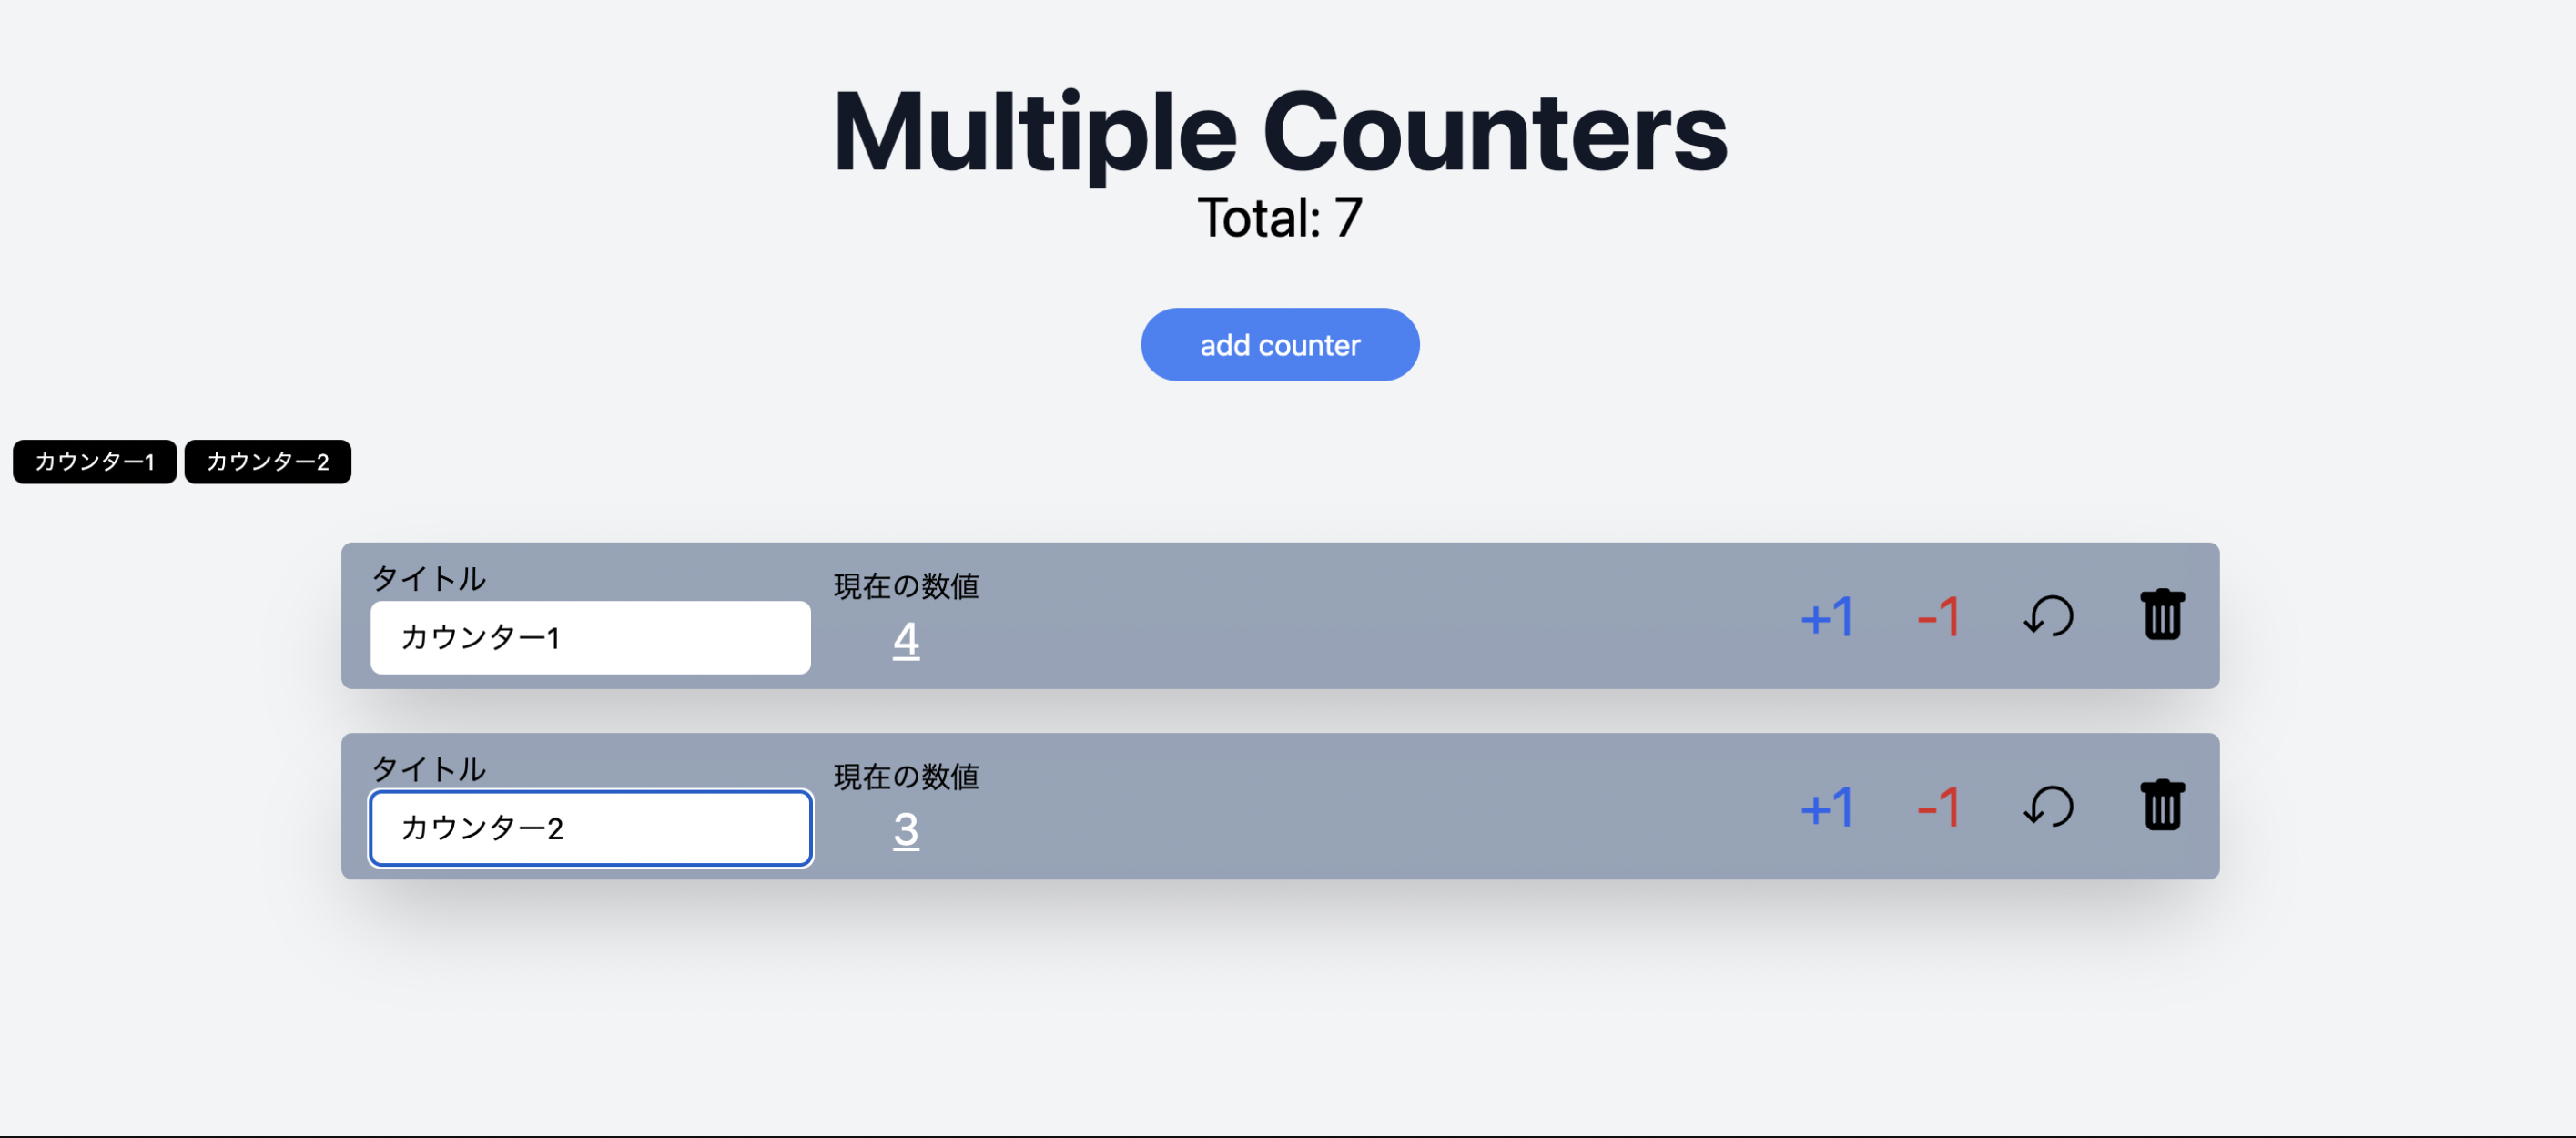 Multiple Counters
Total: 7
add counter
カウンター1 カウンター2
タイトル 現在の数値
カウンター1 4 +1 -1
タイトル 現在の数値
カウンター2 3 +1 -1